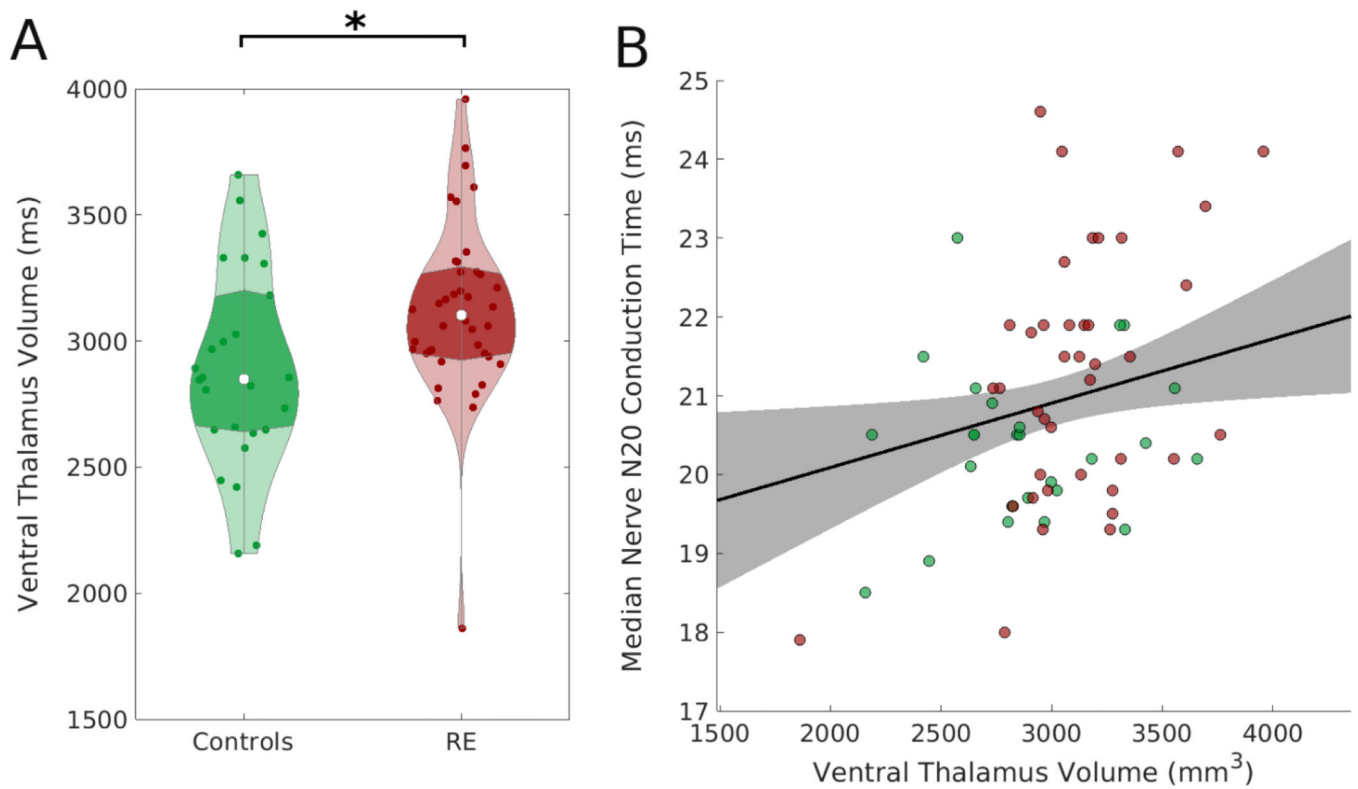 A
*
Ventral Thalamus Volume (ms)
4000
3500
3000
2500
2000
1500
Controls RE
B
Median Nerve N20 Conduction Time (ms)
25
24
23
22
21
20
19
18
17
1500 2000 2500 3000 3500 4000
Ventral Thalamus Volume (mm³)